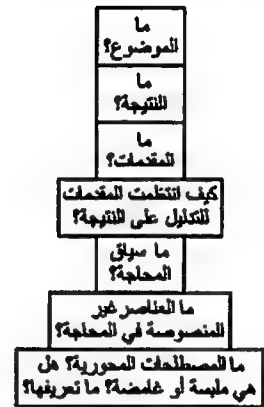 ما
الموضوع؟
ما
النتيجة؟
ما
المقدمات؟
كيف انتظمت المقدمات
للتدليل على النتيجة؟
ما سياق
المحاجة؟
ما العناصر غير
المنصوصة في المحاجة؟
ما المصطلحات المحورية؟ هل
هي ملبسة أو غامضة؟ ما تعريفها؟